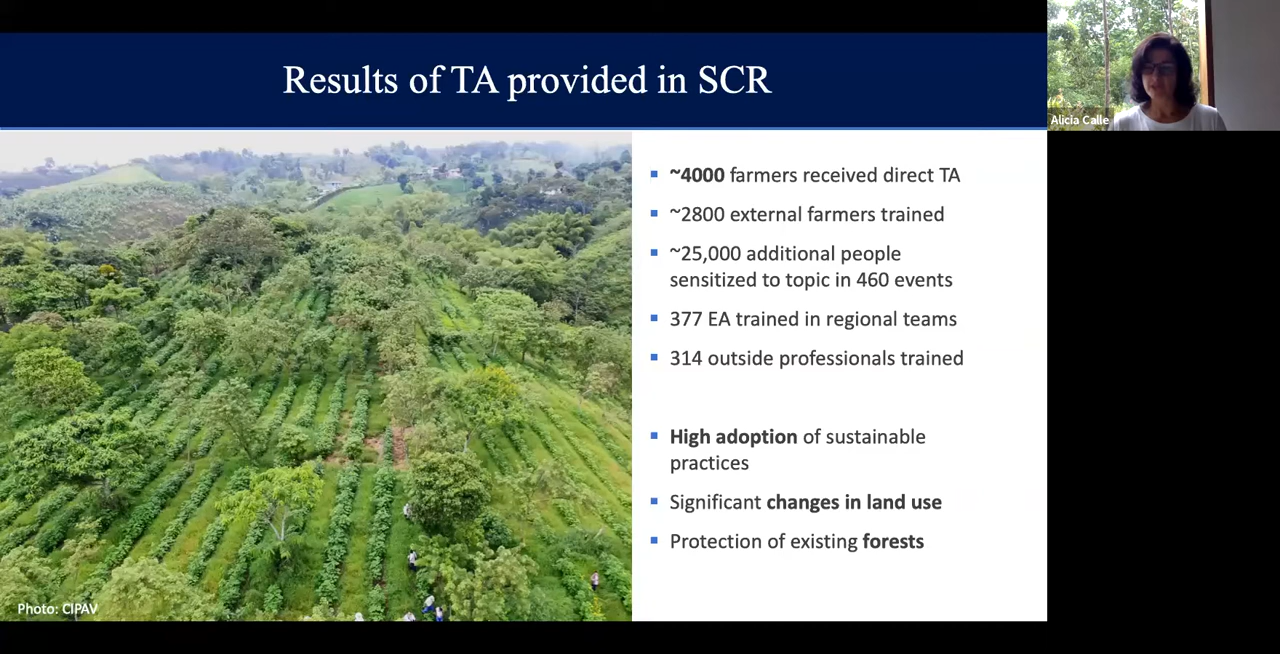 Results of TA provided in SCR
Alicia Calle
~4000 farmers received direct TA
~2800 external farmers trained
~25,000 additional people
sensitized to topic in 460 events
377 EA trained in regional teams
314 outside professionals trained
High adoption of sustainable
practices
Significant changes in land use
Protection of existing forests
Photo: CIPAV